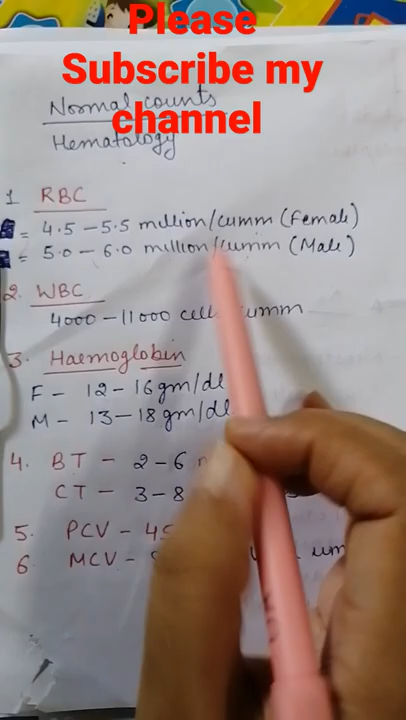 Please
Subscribe my
channel
Normal counts
Hematology
1 RBC
= 4.5 – 5.5 million/cumm (Female)
= 5.0 – 6.0 million/cumm (Male)
2. WBC
4000 – 11000 cell cumm
3. Haemoglobin
F – 12 – 16 gm/dl
M – 13 – 18 gm/dl
4. BT – 2 – 6
CT – 3 – 8
5. PCV – 45
6 MCV –